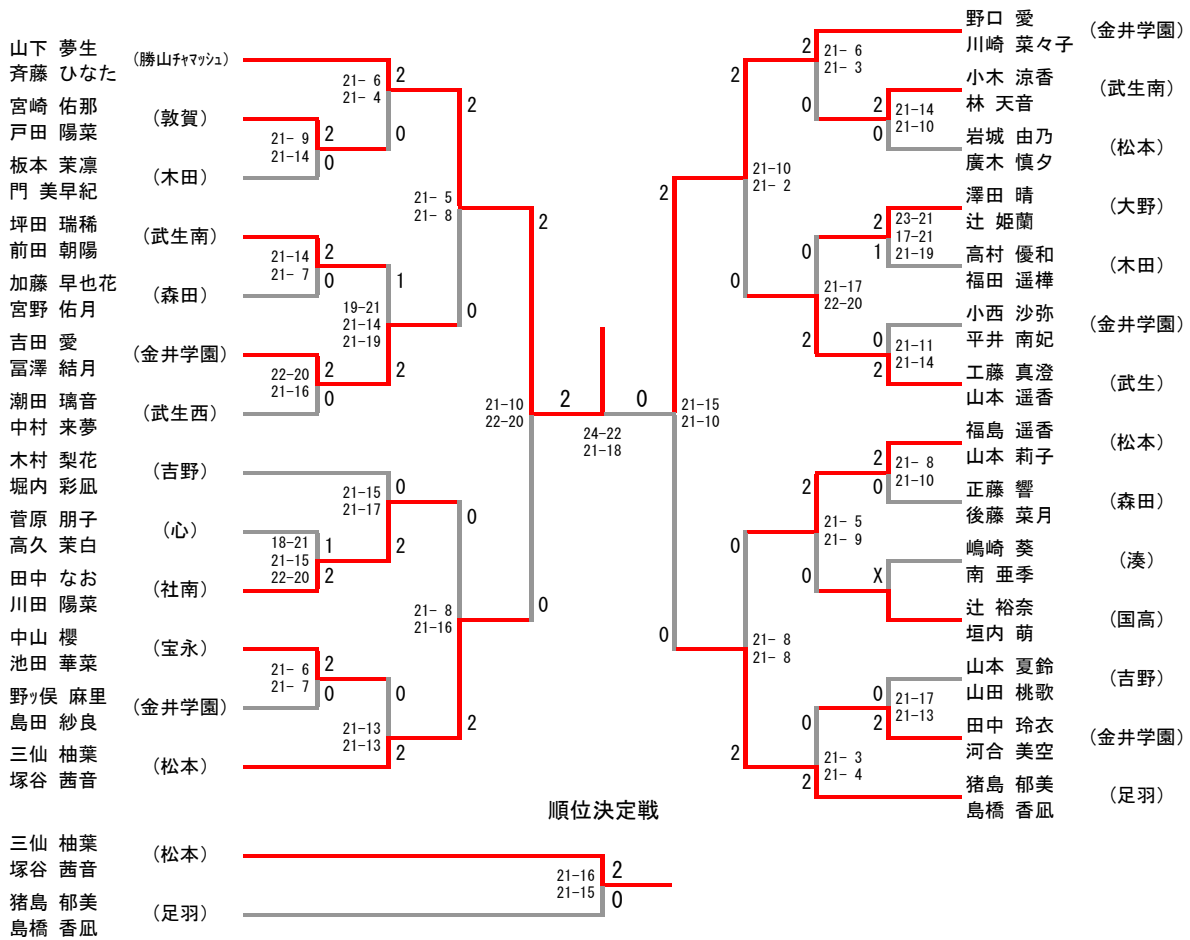 山下 夢生
斉藤 ひなた
(勝山ﾁｬﾏｯｼｭ)
宮崎 佑那
戸田 陽菜
(敦賀)
板本 茉凛
門 美早紀
(木田)
坪田 瑞稀
前田 朝陽
(武生南)
加藤 早也花
宮野 佑月
(森田)
吉田 愛
冨澤 結月
(金井学園)
潮田 璃音
中村 来夢
(武生西)
木村 梨花
堀内 彩凪
(吉野)
菅原 朋子
高久 茉白
(心)
田中 なお
川田 陽菜
(社南)
中山 櫻
池田 華菜
(宝永)
野ッ俣 麻里
島田 紗良
(金井学園)
三仙 柚葉
塚谷 茜音
(松本)
21- 9
21-14
2
0
21-14
21- 7
2
0
22-20
21-16
2
0
18-21
21-15
22-20
1
2
21- 6
21- 7
2
0
21- 6
21- 4
2
0
19-21
21-14
21-19
1
2
21-15
21-17
0
2
21-13
21-13
0
2
21- 5
21- 8
2
0
21- 8
21-16
0
2
21-10
22-20
2
0
2
0
24-22
21-18
野口 愛
川崎 菜々子
(金井学園)
小木 涼香
林 天音
(武生南)
岩城 由乃
廣木 慎夕
(松本)
澤田 晴
辻 姫蘭
(大野)
高村 優和
福田 遥樺
(木田)
小西 沙弥
平井 南妃
(金井学園)
工藤 真澄
山本 遥香
(武生)
福島 遥香
山本 莉子
(松本)
正藤 響
後藤 菜月
(森田)
嶋崎 葵
南 亜季
(湊)
辻 裕奈
垣内 萌
(国高)
山本 夏鈴
山田 桃歌
(吉野)
田中 玲衣
河合 美空
(金井学園)
猪島 郁美
島橋 香凪
(足羽)
2
0
21-14
21-10
2
1
23-21
17-21
21-19
0
2
21-11
21-14
2
0
21- 8
21-10
X
0
2
21-17
21-13
2
0
21- 6
21- 3
0
2
21-17
22-20
2
0
21- 5
21- 9
0
2
21- 3
21- 4
2
0
21-10
21- 2
0
2
21- 8
21- 8
2
0
21-15
21-10
順位決定戦
三仙 柚葉
塚谷 茜音
(松本)
猪島 郁美
島橋 香凪
(足羽)
21-16
21-15
2
0